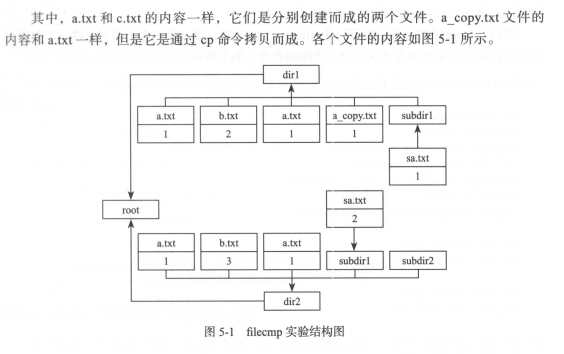 其中，a.txt 和 c.txt 的内容一样，它们是分别创建而成的两个文件。a_copy.txt 文件的
内容和 a.txt 一样，但是它是通过 cp 命令拷贝而成。各个文件的内容如图 5-1 所示。
dir1
a.txt b.txt a.txt a_copy.txt subdir1
1 2 1 1
sa.txt
1
sa.txt
root 2
a.txt b.txt a.txt
1 3 1 subdir1 subdir2
dir2
图 5-1 filecmp 实验结构图